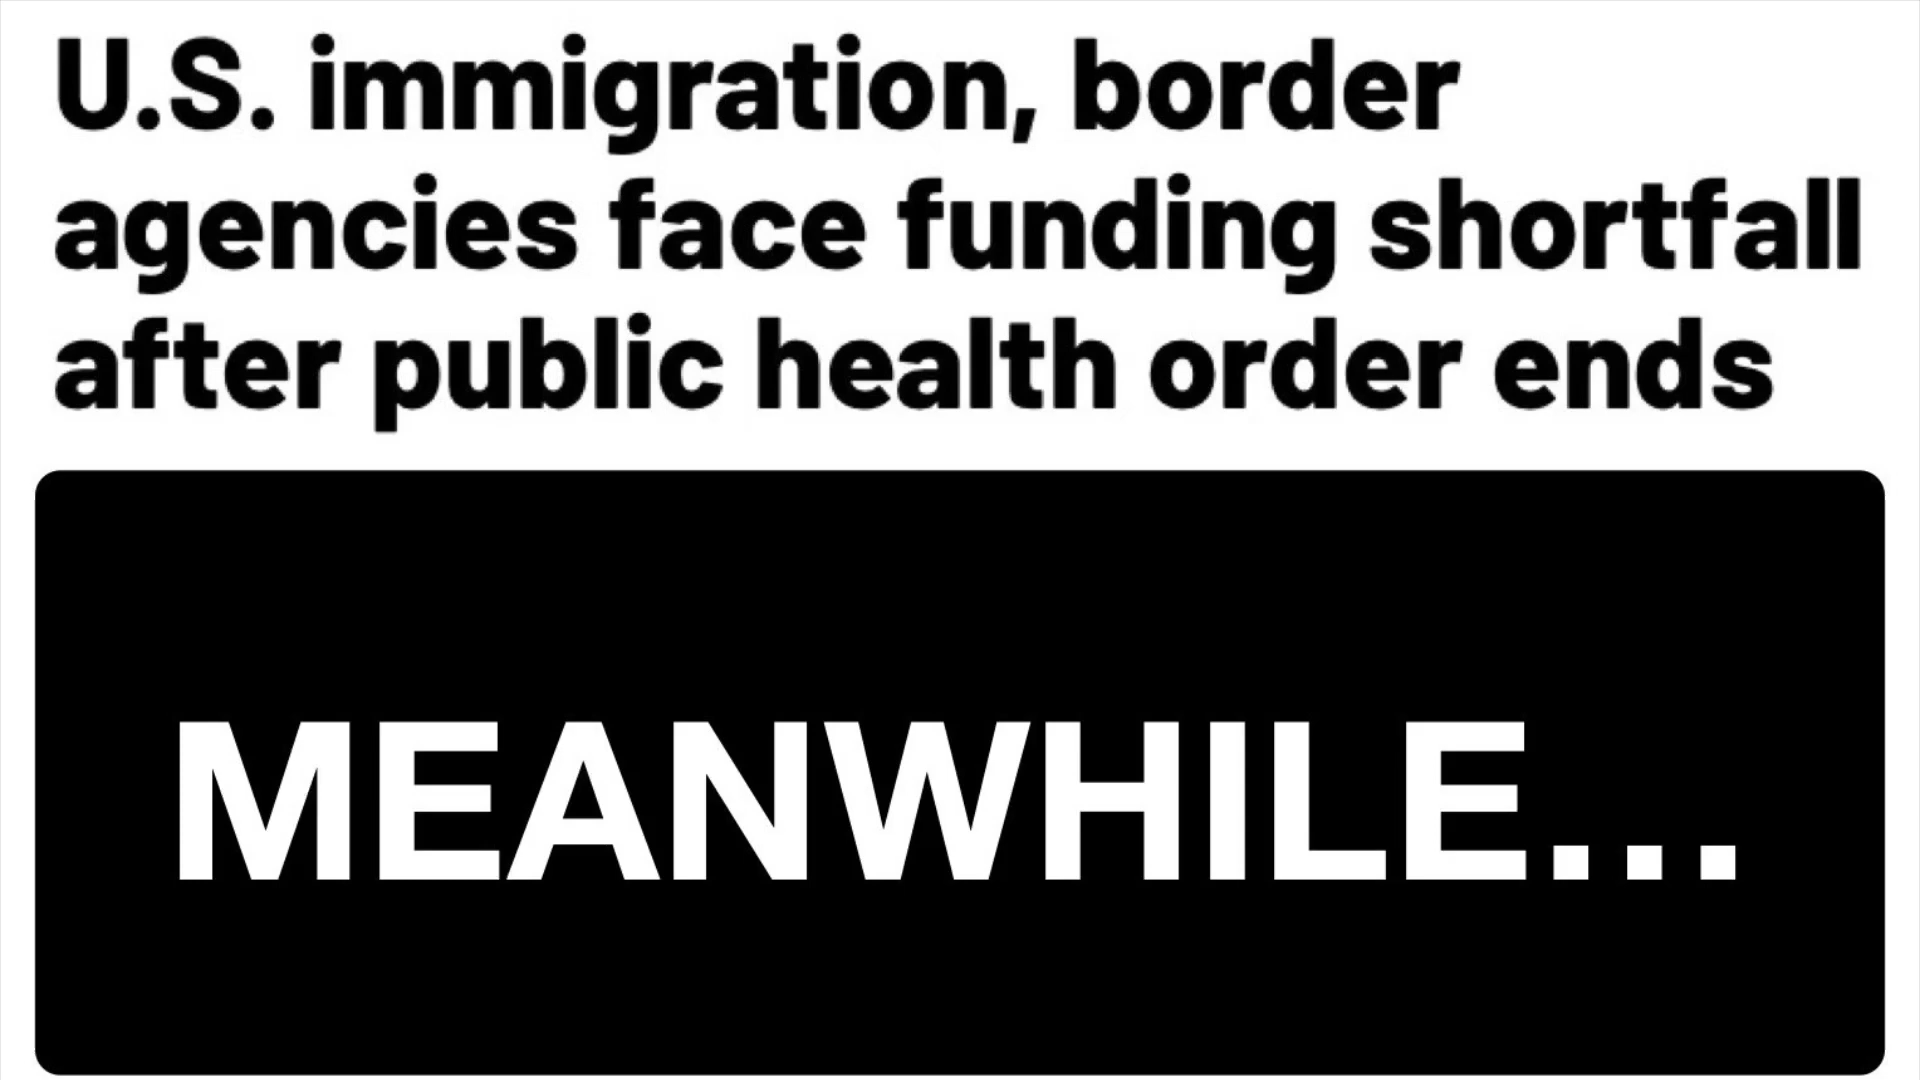 U.S. immigration, border
agencies face funding shortfall
after public health order ends
MEANWHILE...